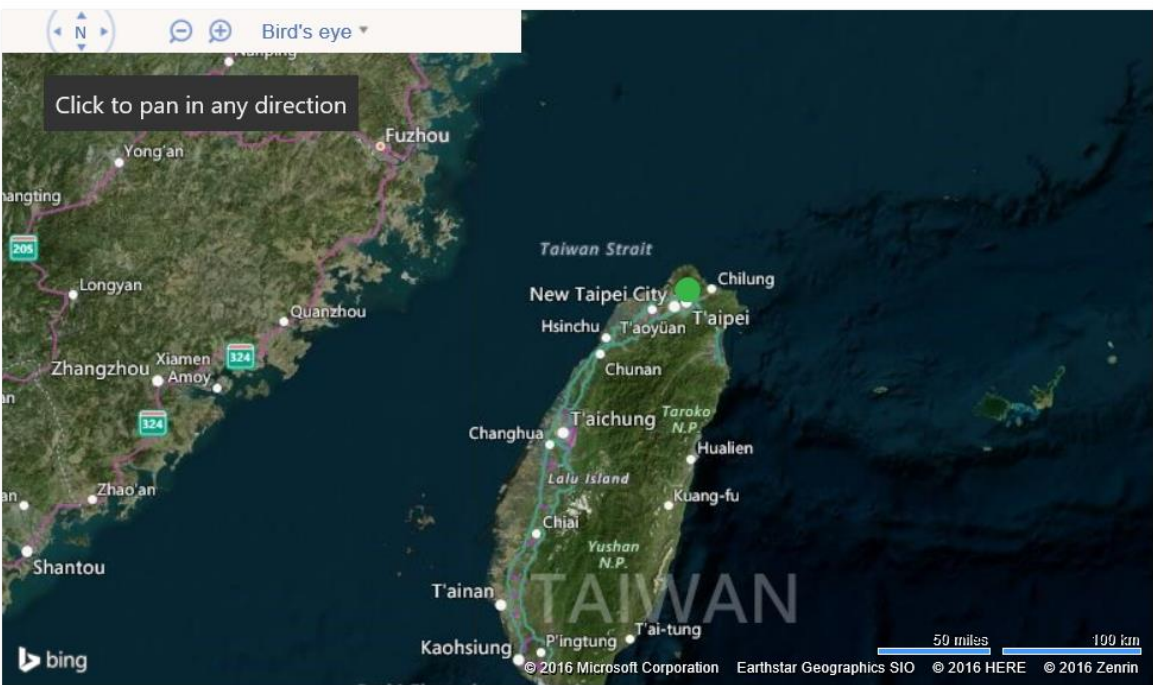 N
Bird's eye
Nanping
Click to pan in any direction
Fuzhou
Yong'an
hangting
205
Taiwan Strait
Longyan
Chilung
New Taipei City
Quanzhou
T'aipei
Hsinchu
T'aoyüan
Xiamen
324
Zhangzhou
Amoy
Chunan
an
T'aichung
Taroko
N.P.
324
Changhua
Hualien
Lalu Island
Zhao'an
an
Kuang-fu
Chiai
Yushan
N.P.
Shantou
T'ainan
TAIWAN
T'ai-tung
P'ingtung
Kaohsiung
50 miles
100 km
bing
© 2016 Microsoft Corporation Earthstar Geographics SIO © 2016 HERE © 2016 Zenrin